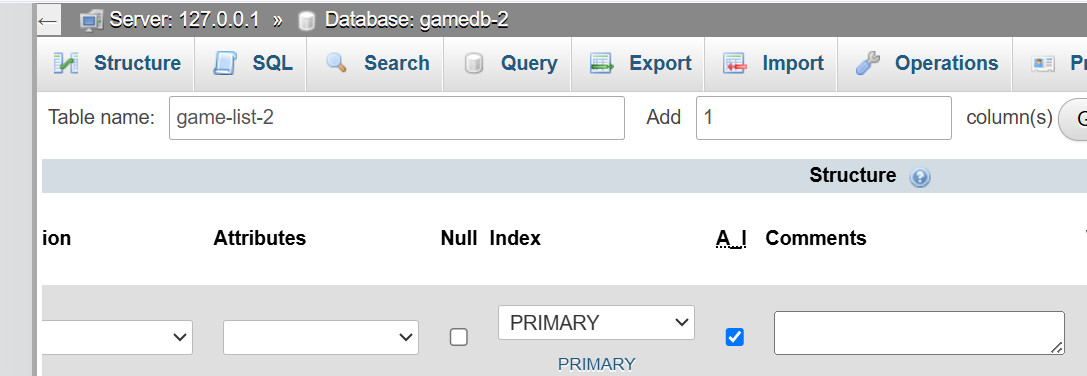 Server: 127.0.0.1 » Database: gamedb-2
Structure SQL Search Query Export Import Operations
Table name: game-list-2 Add 1 column(s)
Structure
ion Attributes Null Index A_I Comments
PRIMARY
PRIMARY